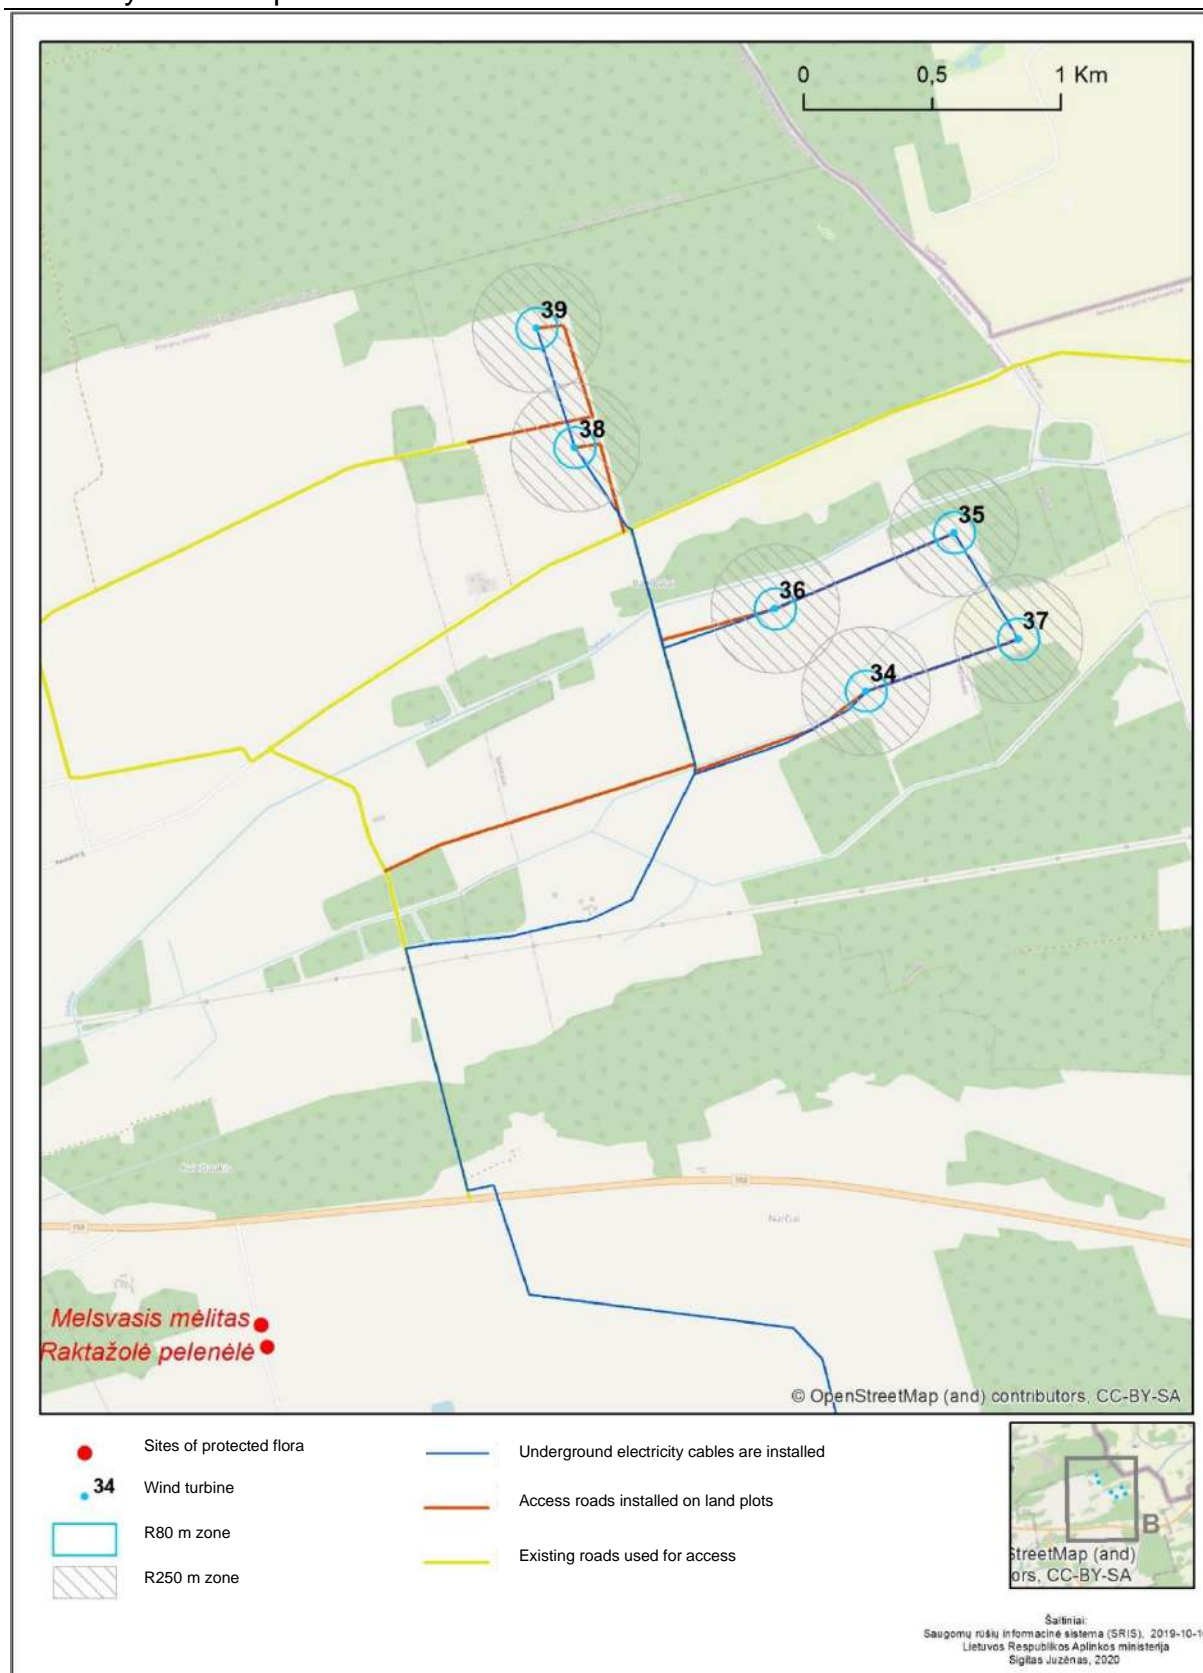 0 0,5 1 Km
39
38
35
36
37
34
Narčiai
Melsvasis mėlitas
Raktažolė pelenėlė
© OpenStreetMap (and) contributors, CC-BY-SA
Sites of protected flora
34 Wind turbine
R80 m zone
R250 m zone
Underground electricity cables are installed
Access roads installed on land plots
Existing roads used for access
B
StreetMap (and)
ors, CC-BY-SA
Šaltiniai:
Saugomų rūšių informacinė sistema (SRIS), 2019-10-1
Lietuvos Respublikos Aplinkos ministerija
Sigitas Juzėnas, 2020